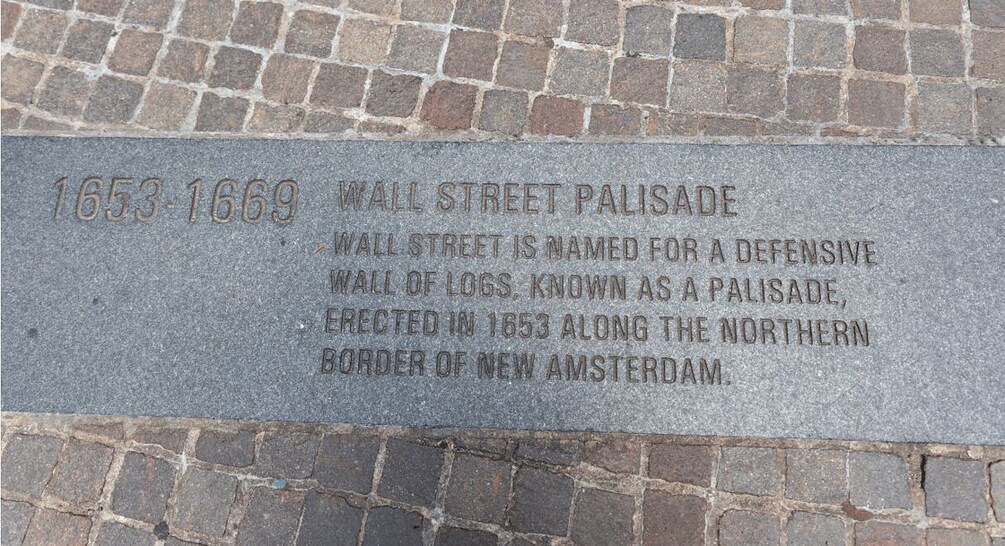 1653-1669 WALL STREET PALISADE
WALL STREET IS NAMED FOR A DEFENSIVE
WALL OF LOGS, KNOWN AS A PALISADE,
ERECTED IN 1653 ALONG THE NORTHERN
BORDER OF NEW AMSTERDAM.